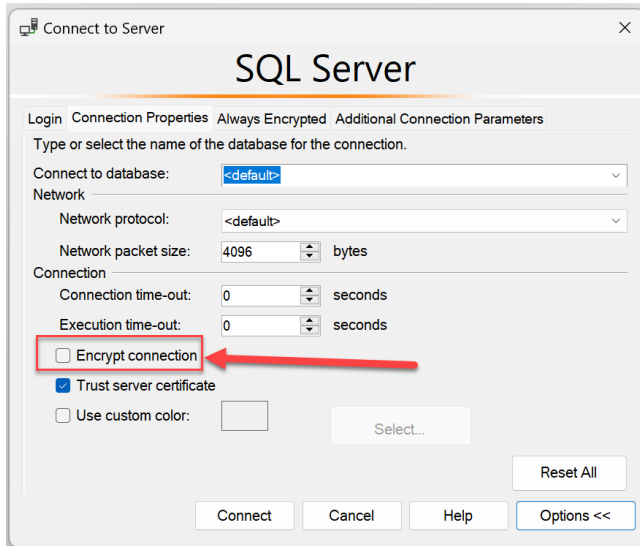 Connect to Server
SQL Server
Login Connection Properties Always Encrypted Additional Connection Parameters
Type or select the name of the database for the connection.
Connect to database: <default>
Network
Network protocol: <default>
Network packet size: 4096 bytes
Connection
Connection time-out: 0 seconds
Execution time-out: 0 seconds
Encrypt connection
Trust server certificate
Use custom color: Select...
Reset All
Connect Cancel Help Options <<